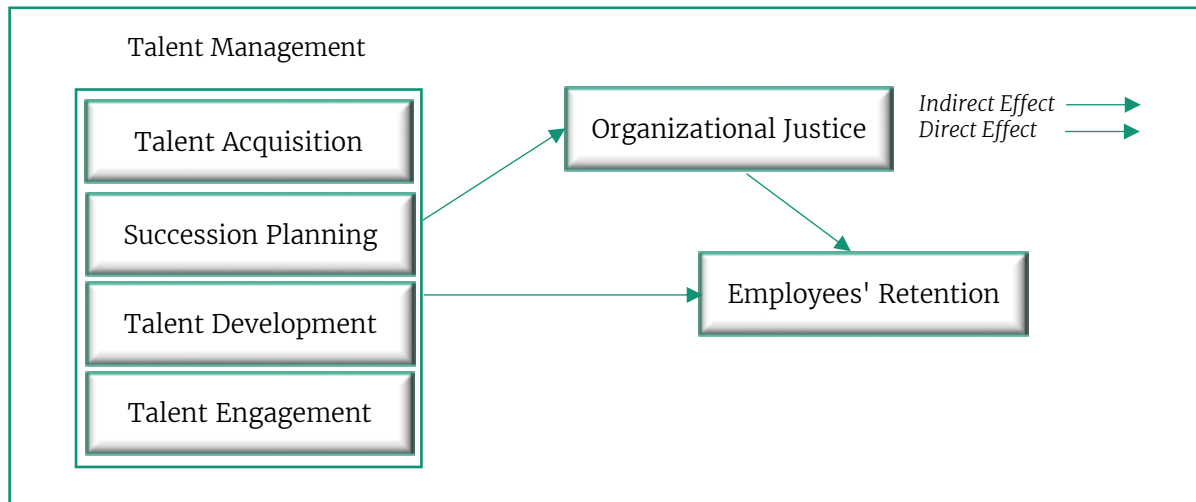 Talent Management
Talent Acquisition
Succession Planning
Talent Development
Talent Engagement
Organizational Justice
Employees' Retention
Indirect Effect
Direct Effect